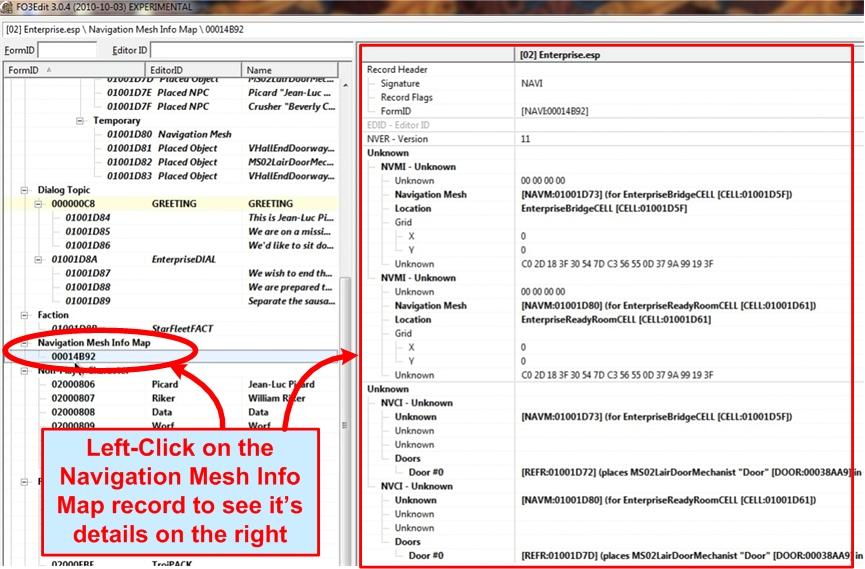 FO3Edit 3.0.4 (2010-10-03) EXPERIMENTAL
[02] Enterprise.esp \ Navigation Mesh Info Map \ 00014B92
FormID Editor ID
FormID EditorID Name
01001D7D Placed Object MS02LairDoorMec...
01001D7E Placed NPC Picard "Jean-Luc ...
01001D7F Placed NPC Crusher "Beverly C...
Temporary
01001D80 Navigation Mesh
01001D81 Placed Object VHallEndDoorway...
01001D82 Placed Object MS02LairDoorMec...
01001D83 Placed Object VHallEndDoorway...
Dialog Topic
000000C8 GREETING GREETING
01001D84 This is Jean-Luc Pi...
01001D85 We are on a missi...
01001D86 We'd like to sit do...
01001D8A EnterpriseDIAL
01001D87 We wish to end th...
01001D88 We are prepared t...
01001D89 Separate the sausa...
Faction
01001D8B StarFleetFACT
Navigation Mesh Info Map
00014B92
Non-Player Character
02000806 Picard Jean-Luc Picard
02000807 Riker William Riker
02000808 Data Data
02000809 Worf Worf
02000FBF TroiPACK
Left-Click on the
Navigation Mesh Info
Map record to see it's
details on the right
[02] Enterprise.esp
Record Header
Signature NAVI
Record Flags
FormID [NAVI:00014B92]
EDID - Editor ID
NVER - Version 11
Unknown
NVMI - Unknown
Unknown 00 00 00 00
Navigation Mesh [NAVM:01001D73] (for EnterpriseBridgeCELL [CELL:01001D5F])
Location EnterpriseBridgeCELL [CELL:01001D5F]
Grid
X 0
Y 0
Unknown C0 2D 18 3F 30 54 7D C3 56 55 0D 37 9A 99 19 3F
NVMI - Unknown
Unknown 00 00 00 00
Navigation Mesh [NAVM:01001D80] (for EnterpriseReadyRoomCELL [CELL:01001D61])
Location EnterpriseReadyRoomCELL [CELL:01001D61]
Grid
X 0
Y 0
Unknown C0 2D 18 3F 30 54 7D C3 56 55 0D 37 9A 99 19 3F
Unknown
NVCI - Unknown
Unknown [NAVM:01001D73] (for EnterpriseBridgeCELL [CELL:01001D5F])
Unknown
Unknown
Doors
Door #0 [REFR:01001D72] (places MS02LairDoorMechanist "Door" [DOOR:00038AA9] in
NVCI - Unknown
Unknown [NAVM:01001D80] (for EnterpriseReadyRoomCELL [CELL:01001D61])
Unknown
Unknown
Doors
Door #0 [REFR:01001D7D] (places MS02LairDoorMechanist "Door" [DOOR:00038AA9] in